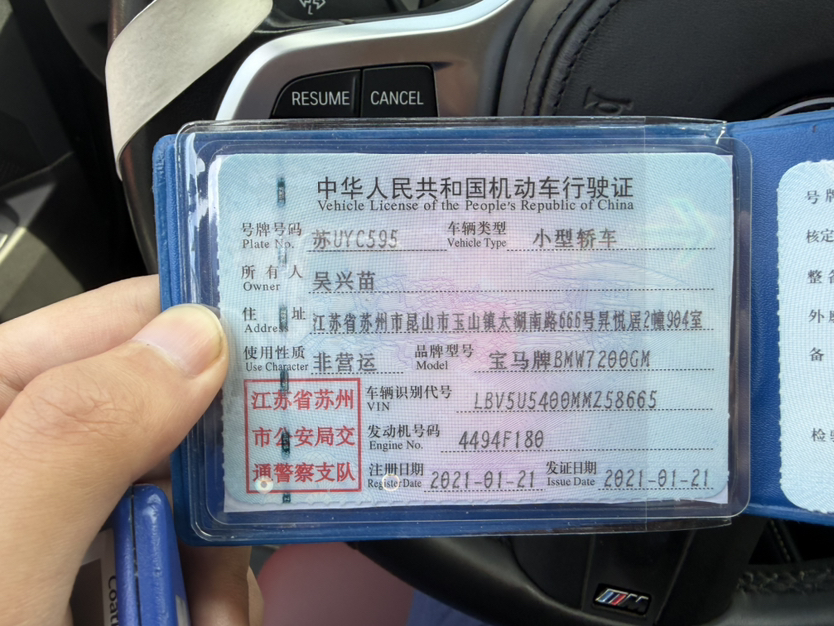 RESUME CANCEL
中华人民共和国机动车行驶证
Vehicle License of the People's Republic of China
号牌号码 苏UYC595 车辆类型 小型轿车
Plate No. Vehicle Type
所有人 吴兴苗
Owner
住址 江苏省苏州市昆山市玉山镇太湖南路666号昇悦居2幢904室
Address
使用性质 非营运 品牌型号 宝马牌BMW7200GM
Use Character Model
江苏省苏州
市公安局交
通警察支队
车辆识别代号 LBV5U5400MMZ58665
VIN
发动机号码 4494F180
Engine No.
注册日期 2021-01-21 发证日期 2021-01-21
Register Date Issue Date
号牌
核定
整备
外
备
检验
M